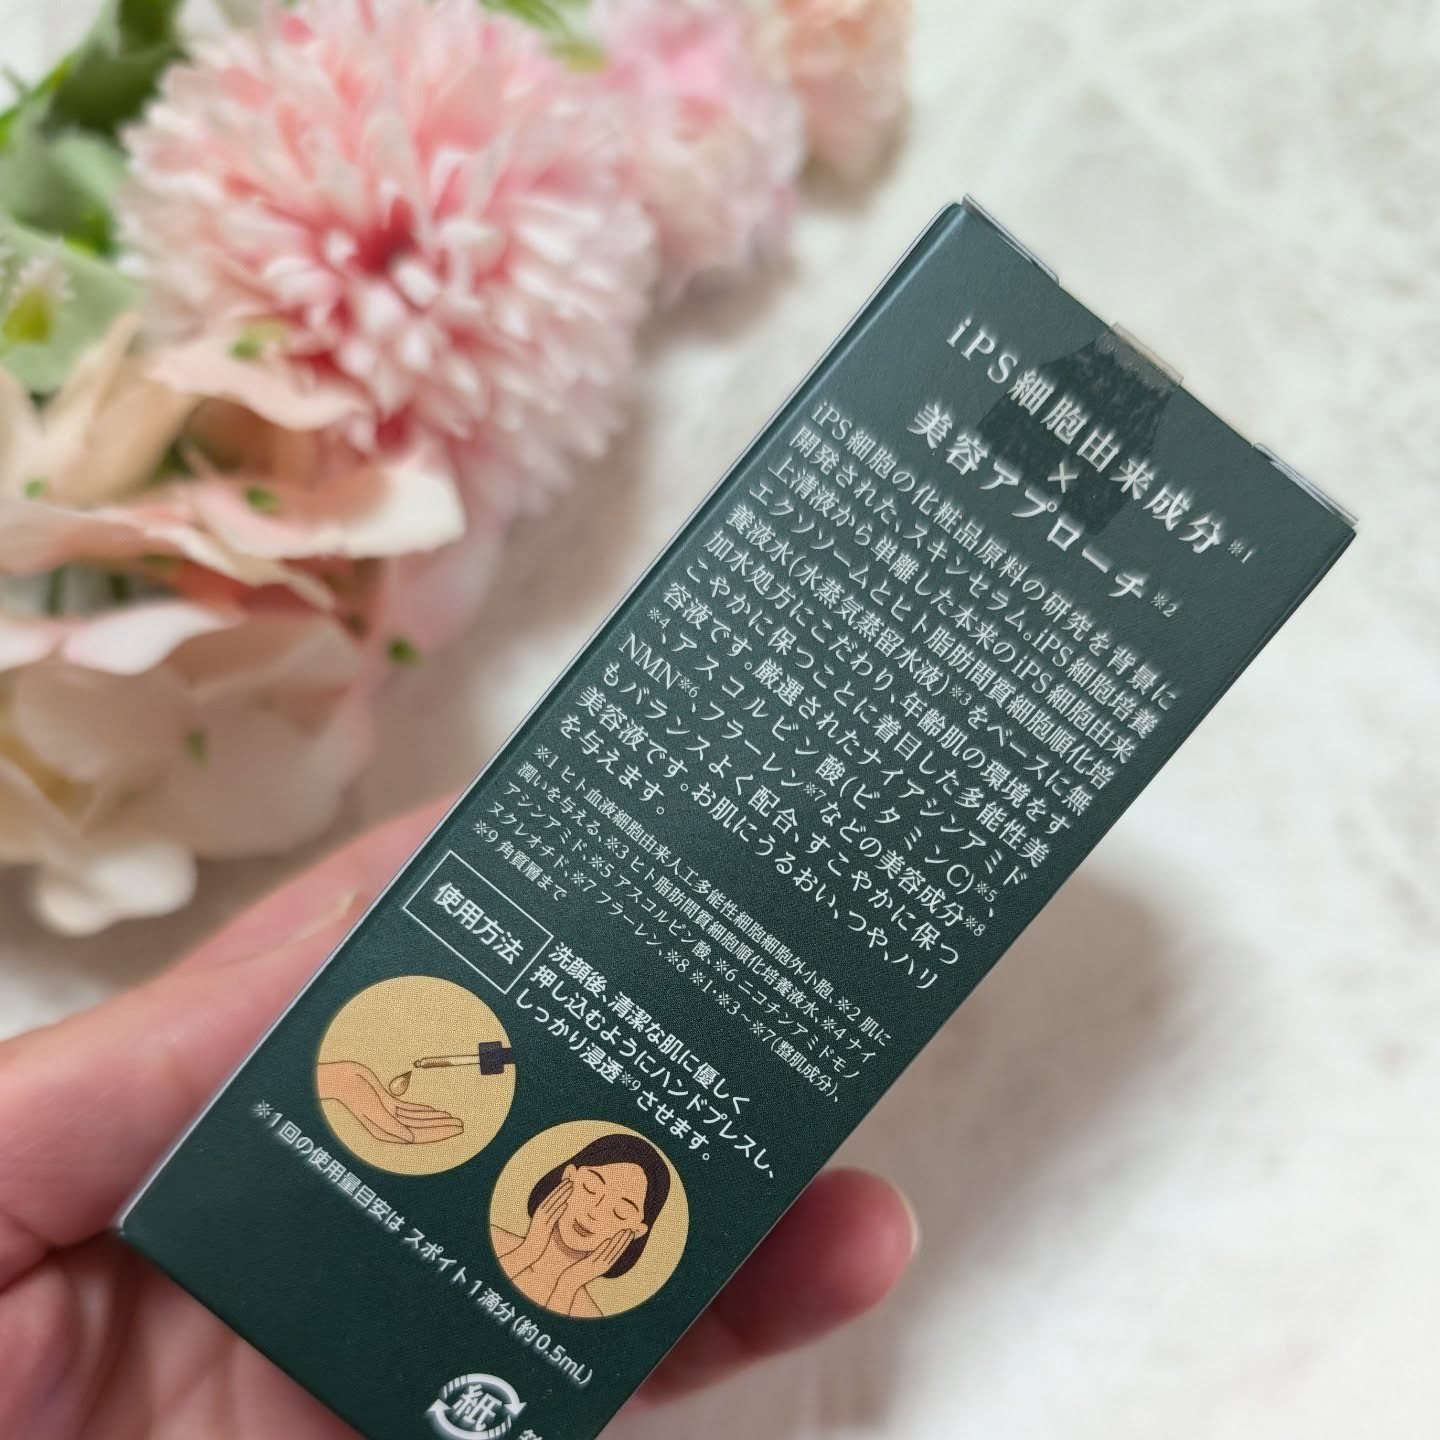 iPS細胞由来成分※1
×
美容アプローチ※2
iPS細胞の化粧品原料の研究を背景に
開発された、スキンセラム。iPS細胞培養
上清液から単離した本来のiPS細胞由来
エクソソームとヒト脂肪間質細胞順化培
養液水(水蒸気蒸留水液)※3をベースに無
加水処方にこだわり、年齢肌の環境をす
こやかに保つことに着目した多能性美
容液です。厳選されたナイアシンアミド
※4、アスコルビン酸(ビタミンC)※5、
NMN※6、フラーレン※7などの美容成分※8
もバランスよく配合、すこやかに保つ
美容液です。お肌にうるおい、つや、ハリ
を与えます。
※1 ヒト血液細胞由来人工多能性細胞細胞外小胞、※2 肌に
潤いを与える、※3 ヒト脂肪間質細胞順化培養液水、※4 ナイ
アシンアミド、※5 アスコルビン酸、※6 ニコチンアミドモノ
ヌクレオチド、※7 フラーレン、※8 ※1・※3～※7(整肌成分)、
※9 角質層まで
使用方法
洗顔後、清潔な肌に優しく
押し込むようにハンドプレスし、
しっかり浸透※9させます。
※1回の使用量目安は スポイト1滴分(約0.5mL)
紙